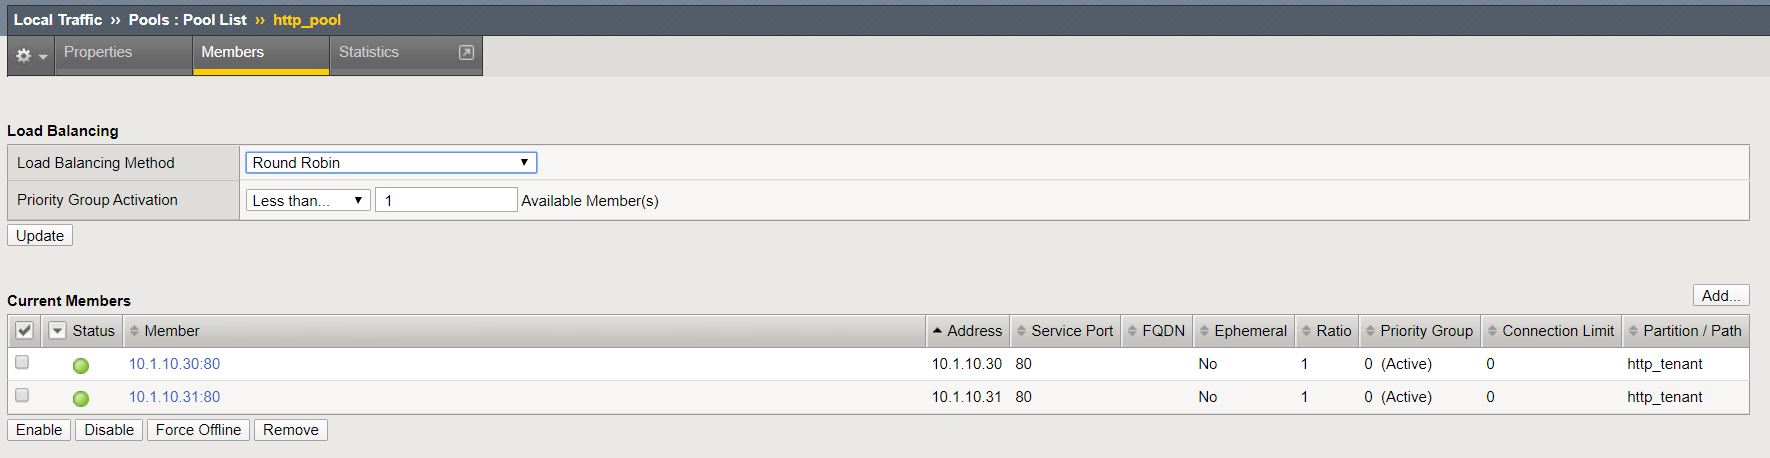 Local Traffic ›› Pools : Pool List ›› http_pool
Properties Members Statistics
Load Balancing
Load Balancing Method Round Robin
Priority Group Activation Less than... 1 Available Member(s)
Update
Current Members Add...
Status Member Address Service Port FQDN Ephemeral Ratio Priority Group Connection Limit Partition / Path
10.1.10.30:80 10.1.10.30 80 No 1 0 (Active) 0 http_tenant
10.1.10.31:80 10.1.10.31 80 No 1 0 (Active) 0 http_tenant
Enable Disable Force Offline Remove